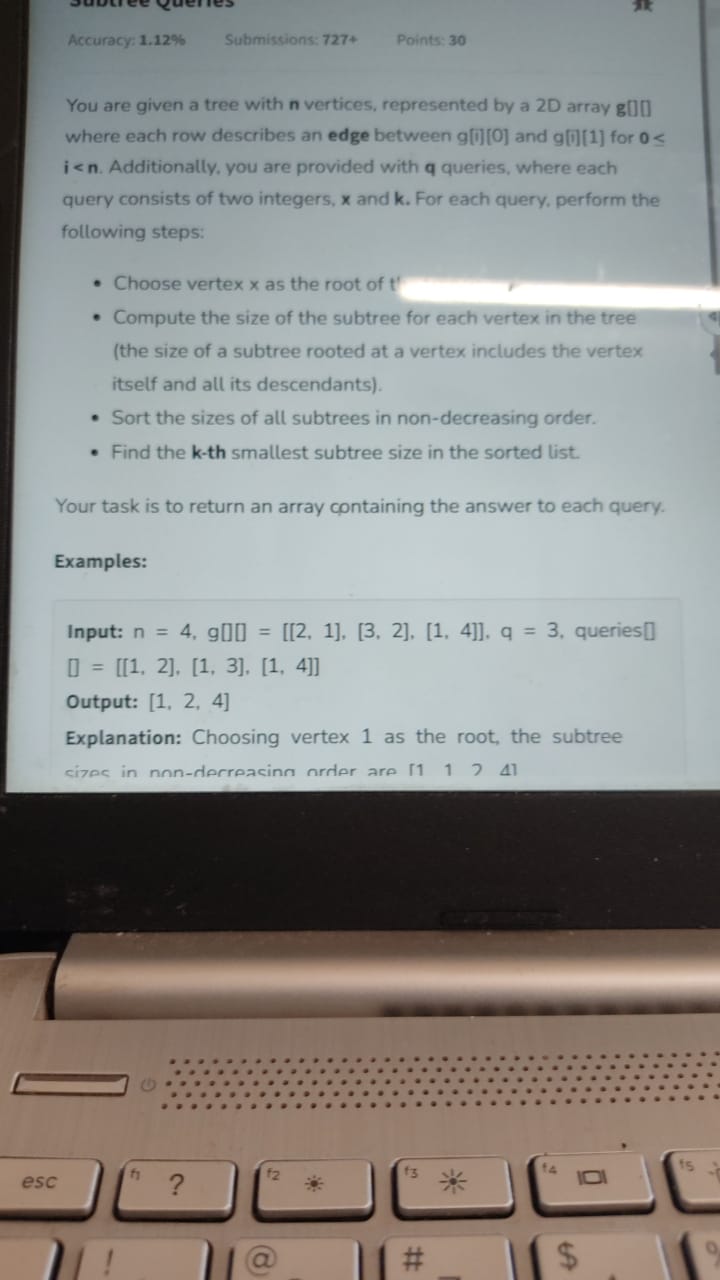 Subtree Queries
Accuracy: 1.12% Submissions: 727+ Points: 30
You are given a tree with n vertices, represented by a 2D array g[][]
where each row describes an edge between g[i][0] and g[i][1] for 0 ≤
i < n. Additionally, you are provided with q queries, where each
query consists of two integers, x and k. For each query, perform the
following steps:
• Choose vertex x as the root of
• Compute the size of the subtree for each vertex in the tree
(the size of a subtree rooted at a vertex includes the vertex
itself and all its descendants).
• Sort the sizes of all subtrees in non-decreasing order.
• Find the k-th smallest subtree size in the sorted list.
Your task is to return an array containing the answer to each query.
Examples:
Input: n = 4, g[][] = [[2, 1], [3, 2], [1, 4]], q = 3, queries[]
[] = [[1, 2], [1, 3], [1, 4]]
Output: [1, 2, 4]
Explanation: Choosing vertex 1 as the root, the subtree
sizes in non-decreasing order are [1 1 2 4]
esc f1 ? f2 f3 f4 f5
! @ # $